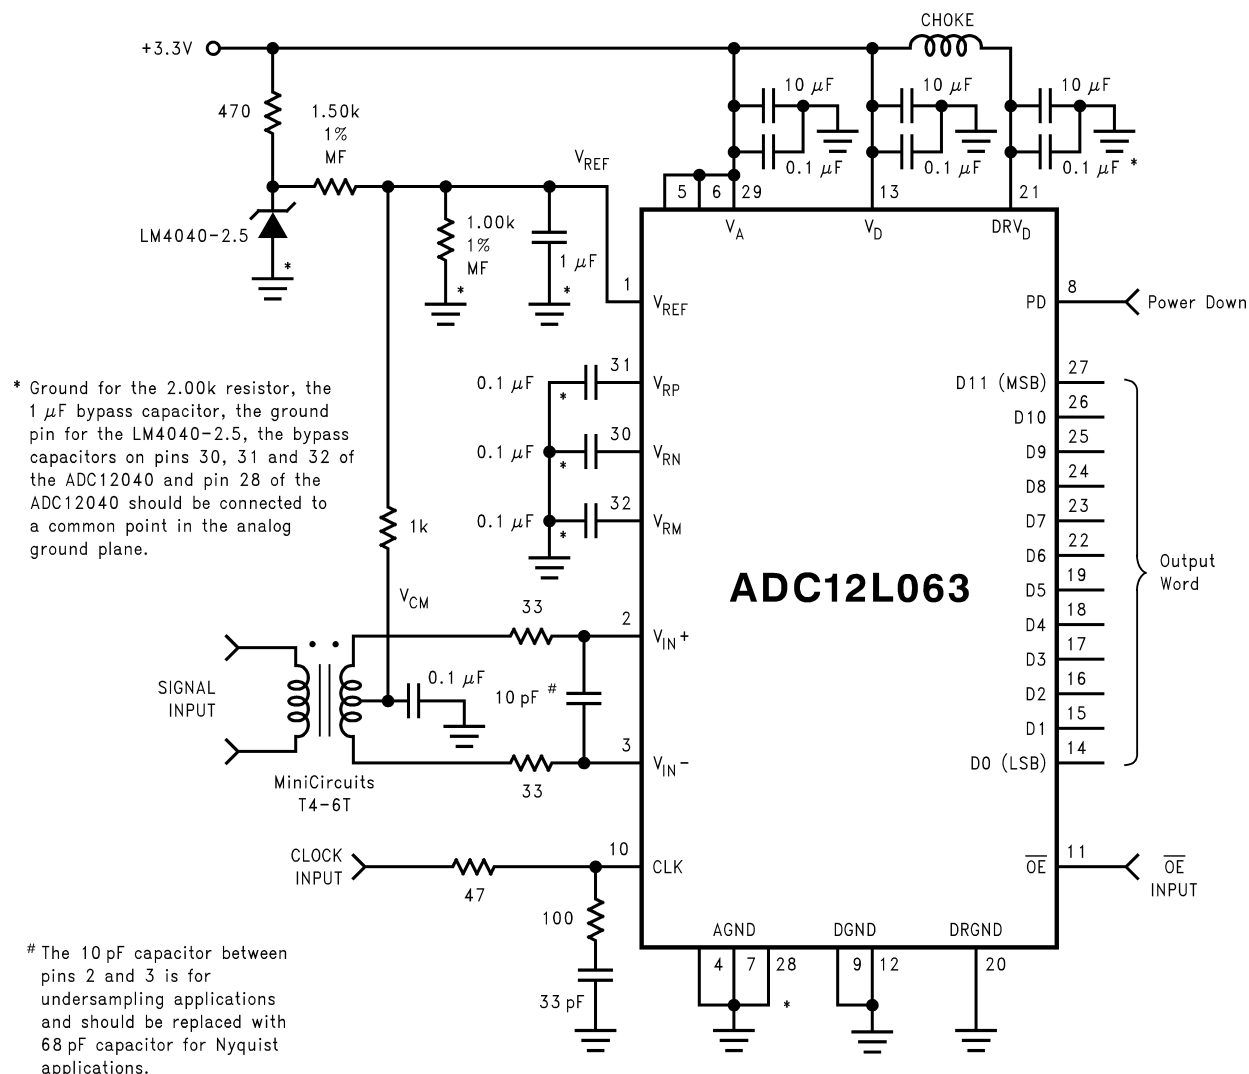 CHOKE
+3.3V
10 μF
10 μF
10 μF
470
1.50k
1%
MF
VREF
0.1 μF
0.1 μF
0.1 μF *
5
6
29
13
21
VA
VD
DRVD
LM4040-2.5
*
1.00k
1%
MF
*
1 μF
*
1
VREF
PD
8
Power Down
31
0.1 μF
*
VRP
30
0.1 μF
*
VRN
32
0.1 μF
*
VRM
* Ground for the 2.00k resistor, the
1 μF bypass capacitor, the ground
pin for the LM4040-2.5, the bypass
capacitors on pins 30, 31 and 32 of
the ADC12040 and pin 28 of the
ADC12040 should be connected to
a common point in the analog
ground plane.
D11 (MSB)
27
D10
26
D9
25
D8
24
D7
23
D6
22
D5
19
D4
18
D3
17
D2
16
D1
15
D0 (LSB)
14
Output
Word
1k
ADC12L063
VCM
33
2
VIN+
SIGNAL
INPUT
0.1 μF
10 pF #
3
VIN-
33
MiniCircuits
T4-6T
CLOCK
INPUT
47
10
CLK
OE
11
OE
INPUT
100
33 pF
AGND
DGND
DRGND
4
7
28
9
12
20
*
# The 10 pF capacitor between
pins 2 and 3 is for
undersampling applications
and should be replaced with
68 pF capacitor for Nyquist
applications.